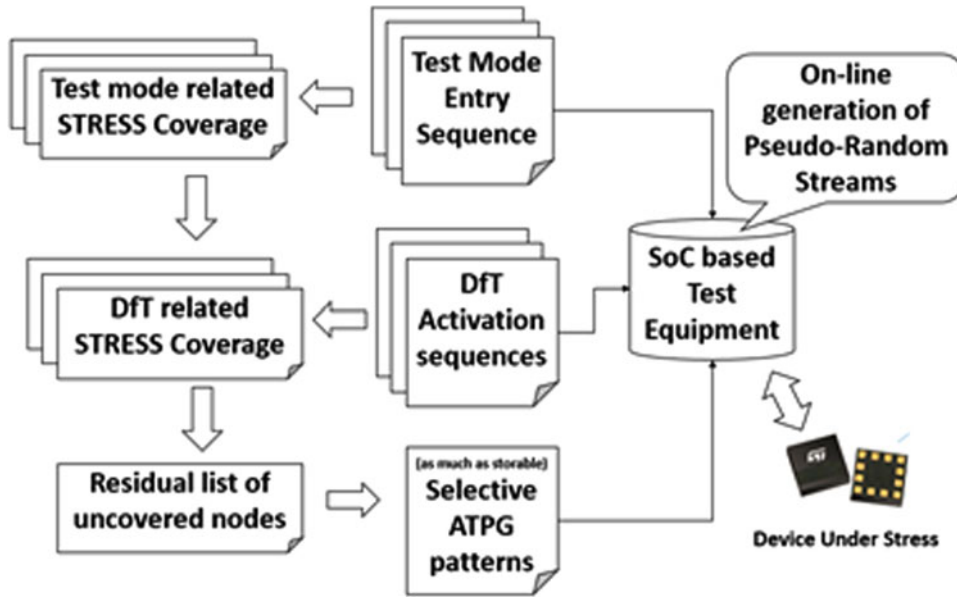 Test mode related
STRESS Coverage
Test Mode
Entry
Sequence
On-line
generation of
Pseudo-Random
Streams
DfT related
STRESS Coverage
DfT
Activation
sequences
SoC based
Test
Equipment
Residual list of
uncovered nodes
(as much as storable)
Selective
ATPG
patterns
ST
Device Under Stress